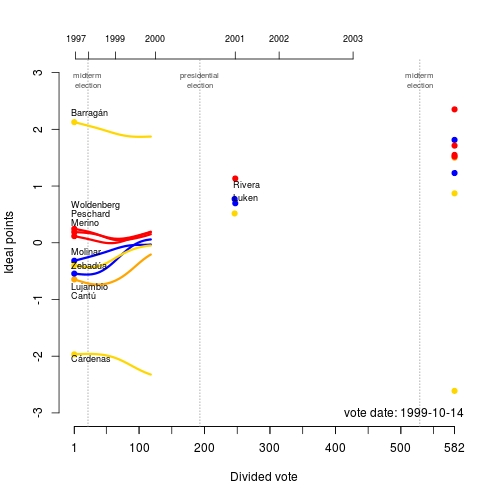 1997 1999 2000 2001 2002 2003
midterm election
presidential election
midterm election
3
2
1
0
-1
-2
-3
Ideal points
Barragán
Woldenberg
Peschard
Merino
Molinar
Zebadúa
Lujambio
Cantú
Cárdenas
Rivera
Luken
vote date: 1999-10-14
1 100 200 300 400 500 582
Divided vote